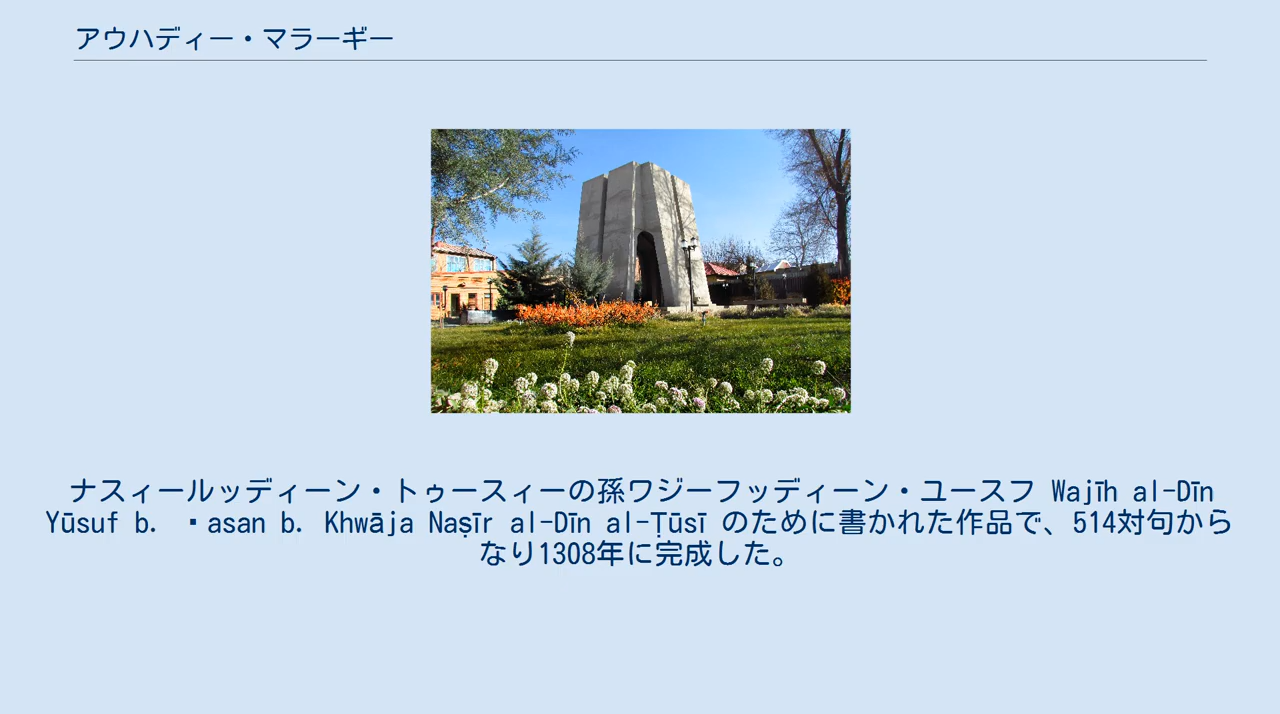 アウハディー・マラーギー
ナスィールッディーン・トゥースィーの孫ワジーフッディーン・ユースフ Wajīh al-Dīn
Yūsuf b. ▪asan b. Khwāja Naṣīr al-Dīn al-Ṭūsī のために書かれた作品で、514対句から
なり1308年に完成した。